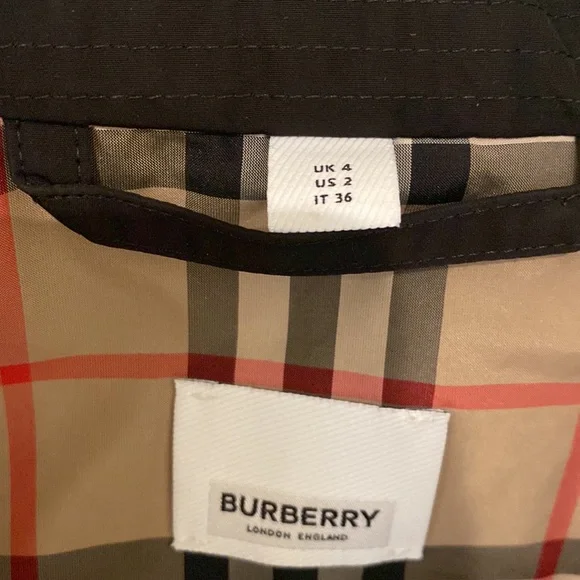 UK 4
US 2
IT 36
BURBERRY
LONDON ENGLAND